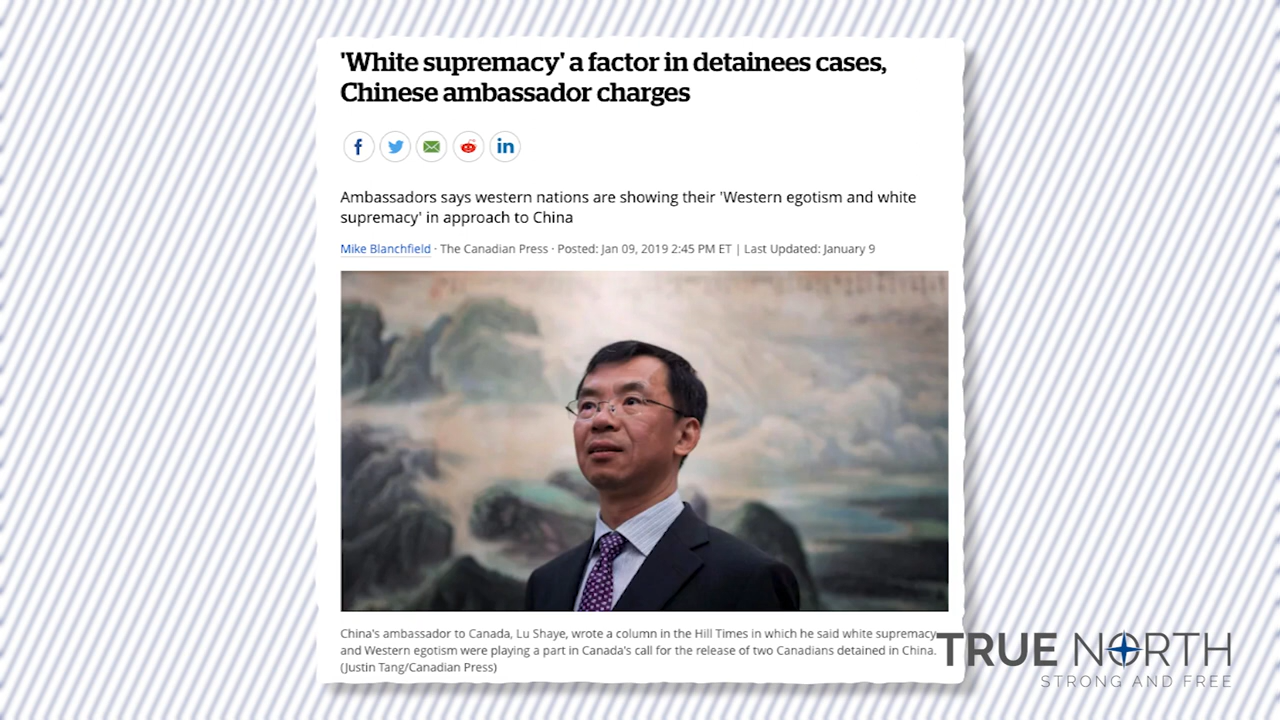 'White supremacy' a factor in detainees cases,
Chinese ambassador charges
f
in
Ambassadors says western nations are showing their 'Western egotism and white
supremacy' in approach to China
Mike Blanchfield · The Canadian Press · Posted: Jan 09, 2019 2:45 PM ET | Last Updated: January 9
China's ambassador to Canada, Lu Shaye, wrote a column in the Hill Times in which he said white supremacy
and Western egotism were playing a part in Canada's call for the release of two Canadians detained in China.
(Justin Tang/Canadian Press)
TRUE NORTH
STRONG AND FREE